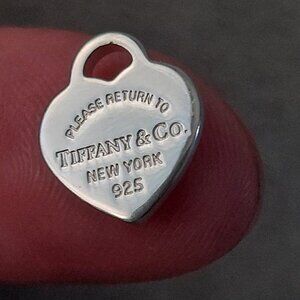 PLEASE RETURN TO
TIFFANY & CO.
NEW YORK
925